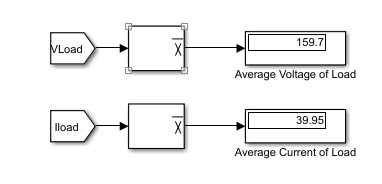 VLoad
X
159.7
Average Voltage of Load
Iload
X
39.95
Average Current of Load